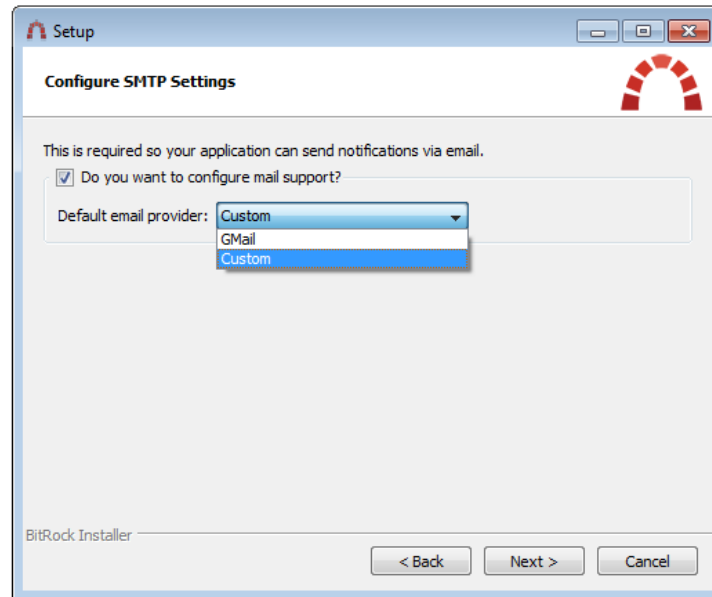 Setup
Configure SMTP Settings
This is required so your application can send notifications via email.
Do you want to configure mail support?
Default email provider: Custom
GMail
Custom
BitRock Installer
< Back Next > Cancel